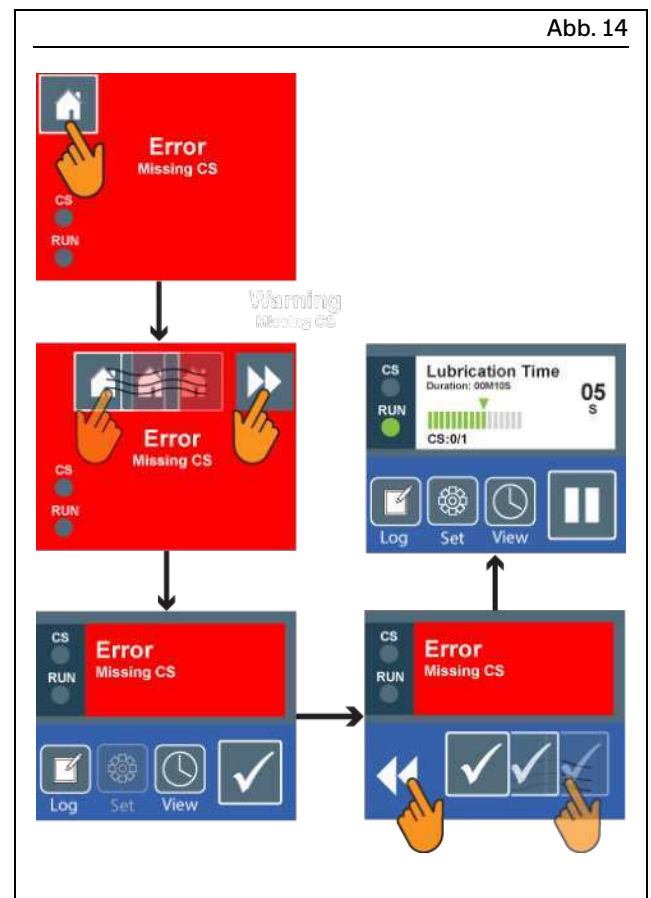 Abb. 14
Error
Missing CS
CS
RUN
Warning
Missing CS
Error
Missing CS
CS
RUN
CS
RUN
Lubrication Time
Duration: 00M10S
05
S
CS:0/1
Log Set View
CS
RUN
Error
Missing CS
Log Set View
CS
RUN
Error
Missing CS